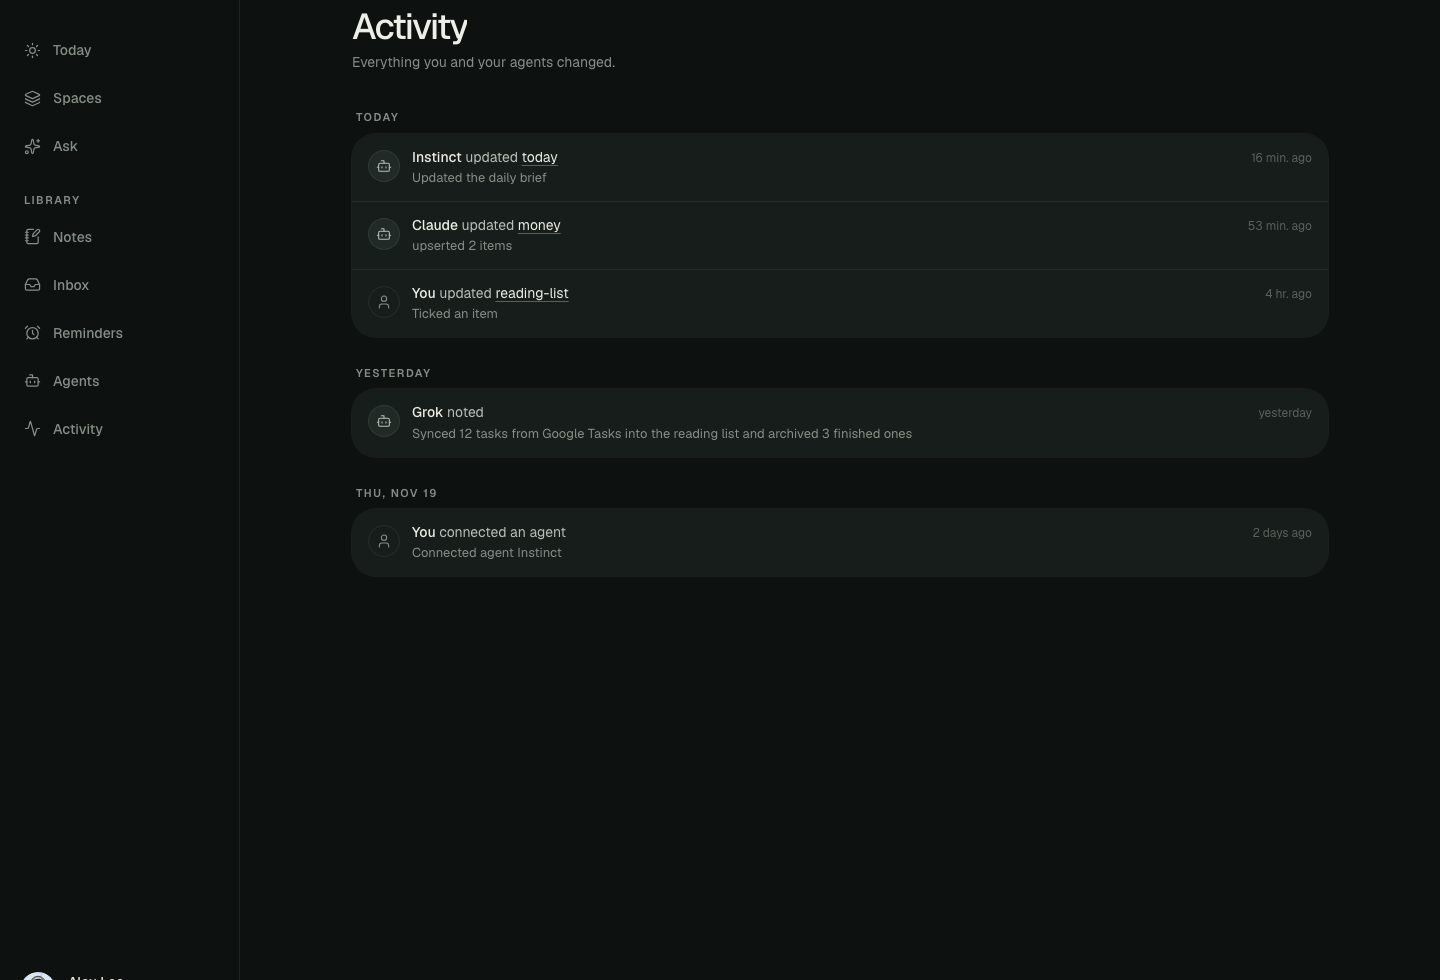 Activity
Everything you and your agents changed.
Today
Spaces
Ask
LIBRARY
Notes
Inbox
Reminders
Agents
Activity
TODAY
Instinct updated today
16 min. ago
Updated the daily brief
Claude updated money
53 min. ago
upserted 2 items
You updated reading-list
4 hr. ago
Ticked an item
YESTERDAY
Grok noted
yesterday
Synced 12 tasks from Google Tasks into the reading list and archived 3 finished ones
THU, NOV 19
You connected an agent
2 days ago
Connected agent Instinct